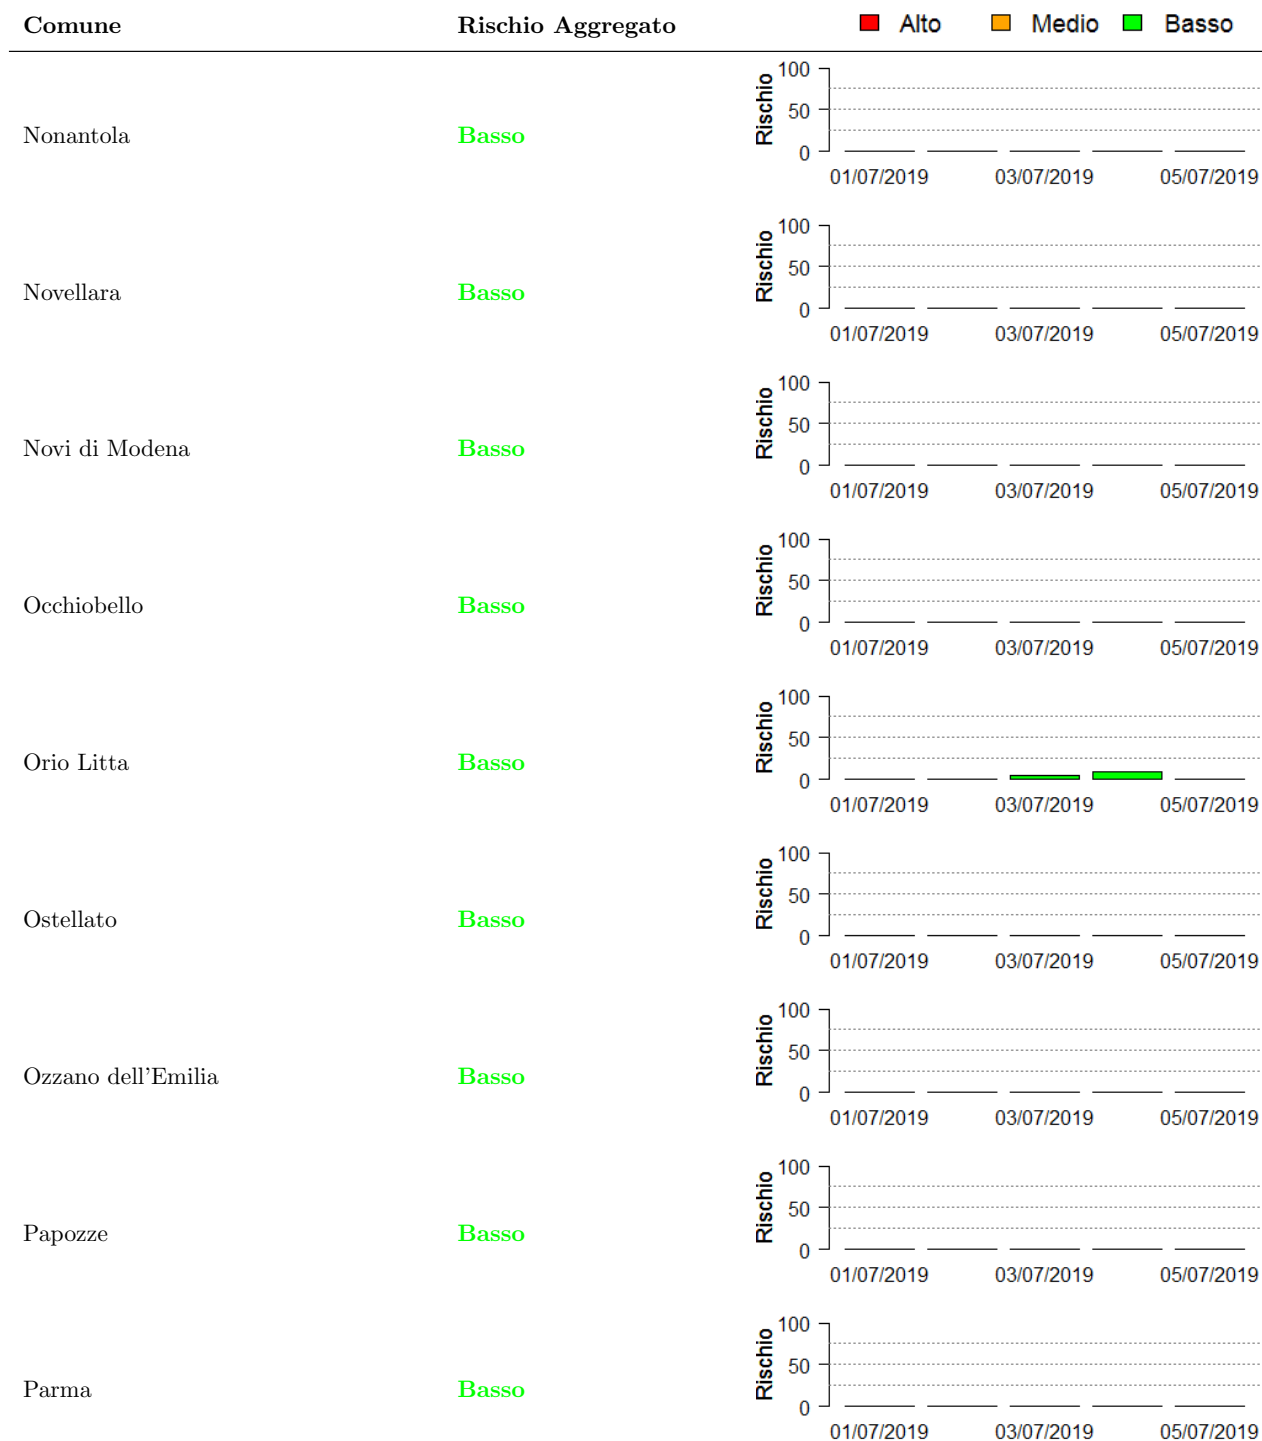 Comune Rischio Aggregato Alto Medio Basso
Nonantola Basso Rischio 100 50 0
01/07/2019 03/07/2019 05/07/2019
Novellara Basso Rischio 100 50 0
01/07/2019 03/07/2019 05/07/2019
Novi di Modena Basso Rischio 100 50 0
01/07/2019 03/07/2019 05/07/2019
Occhiobello Basso Rischio 100 50 0
01/07/2019 03/07/2019 05/07/2019
Orio Litta Basso Rischio 100 50 0
01/07/2019 03/07/2019 05/07/2019
Ostellato Basso Rischio 100 50 0
01/07/2019 03/07/2019 05/07/2019
Ozzano dell'Emilia Basso Rischio 100 50 0
01/07/2019 03/07/2019 05/07/2019
Papozze Basso Rischio 100 50 0
01/07/2019 03/07/2019 05/07/2019
Parma Basso Rischio 100 50 0
01/07/2019 03/07/2019 05/07/2019